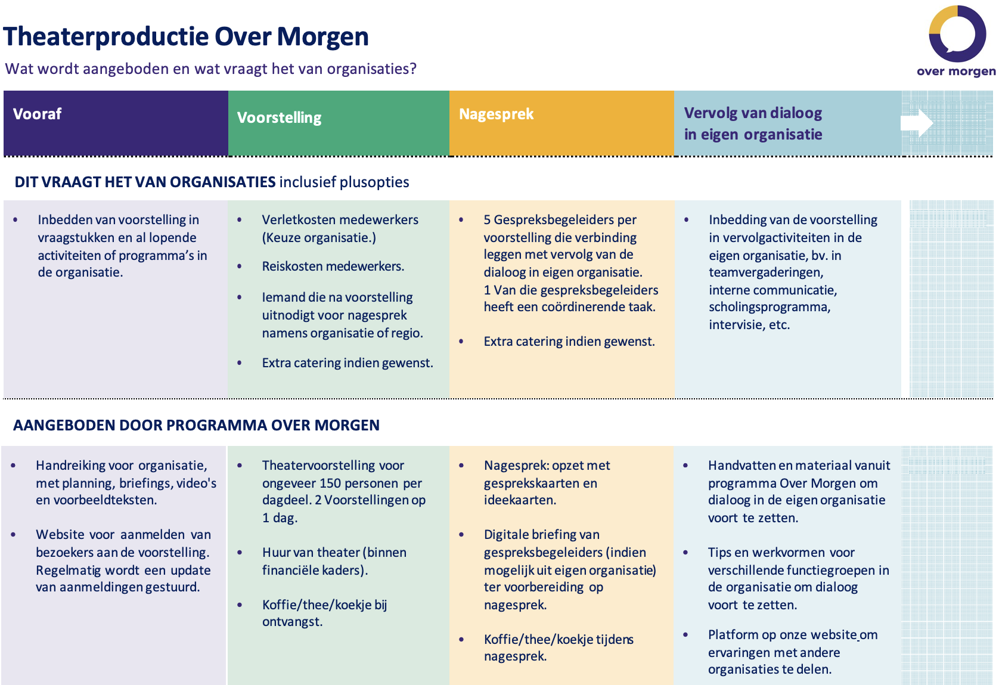 Theaterproductie Over Morgen
Wat wordt aangeboden en wat vraagt het van organisaties?
over morgen
Vooraf
Voorstelling
Nagesprek
Vervolg van dialoog
in eigen organisatie
DIT VRAAGT HET VAN ORGANISATIES inclusief plusopties
• Inbedden van voorstelling in
vraagstukken en al lopende
activiteiten of programma’s in
de organisatie.
• Verletkosten medewerkers
(Keuze organisatie.)
• Reiskosten medewerkers.
• Iemand die na voorstelling
uitnodigt voor nagesprek
namens organisatie of regio.
• Extra catering indien gewenst.
• 5 Gespreksbegeleiders per
voorstelling die verbinding
leggen met vervolg van de
dialoog in eigen organisatie.
1 Van die gespreksbegeleiders
heeft een coördinerende taak.
• Extra catering indien gewenst.
• Inbedding van de voorstelling
in vervolgactiviteiten in de
eigen organisatie, bv. in
teamvergaderingen,
interne communicatie,
scholingsprogramma,
intervisie, etc.
AANGEBODEN DOOR PROGRAMMA OVER MORGEN
• Handreiking voor organisatie,
met planning, briefings, video's
en voorbeeldteksten.
• Website voor aanmelden van
bezoekers aan de voorstelling.
Regelmatig wordt een update
van aanmeldingen gestuurd.
• Theatervoorstelling voor
ongeveer 150 personen per
dagdeel. 2 Voorstellingen op
1 dag.
• Huur van theater (binnen
financiële kaders).
• Koffie/thee/koekje bij
ontvangst.
• Nagesprek: opzet met
gesprekskaarten en
ideekaarten.
• Digitale briefing van
gespreksbegeleiders (indien
mogelijk uit eigen organisatie)
ter voorbereiding op
nagesprek.
• Koffie/thee/koekje tijdens
nagesprek.
• Handvatten en materiaal vanuit
programma Over Morgen om
dialoog in de eigen organisatie
voort te zetten.
• Tips en werkvormen voor
verschillende functiegroepen in
de organisatie om dialoog
voort te zetten.
• Platform op onze website om
ervaringen met andere
organisaties te delen.